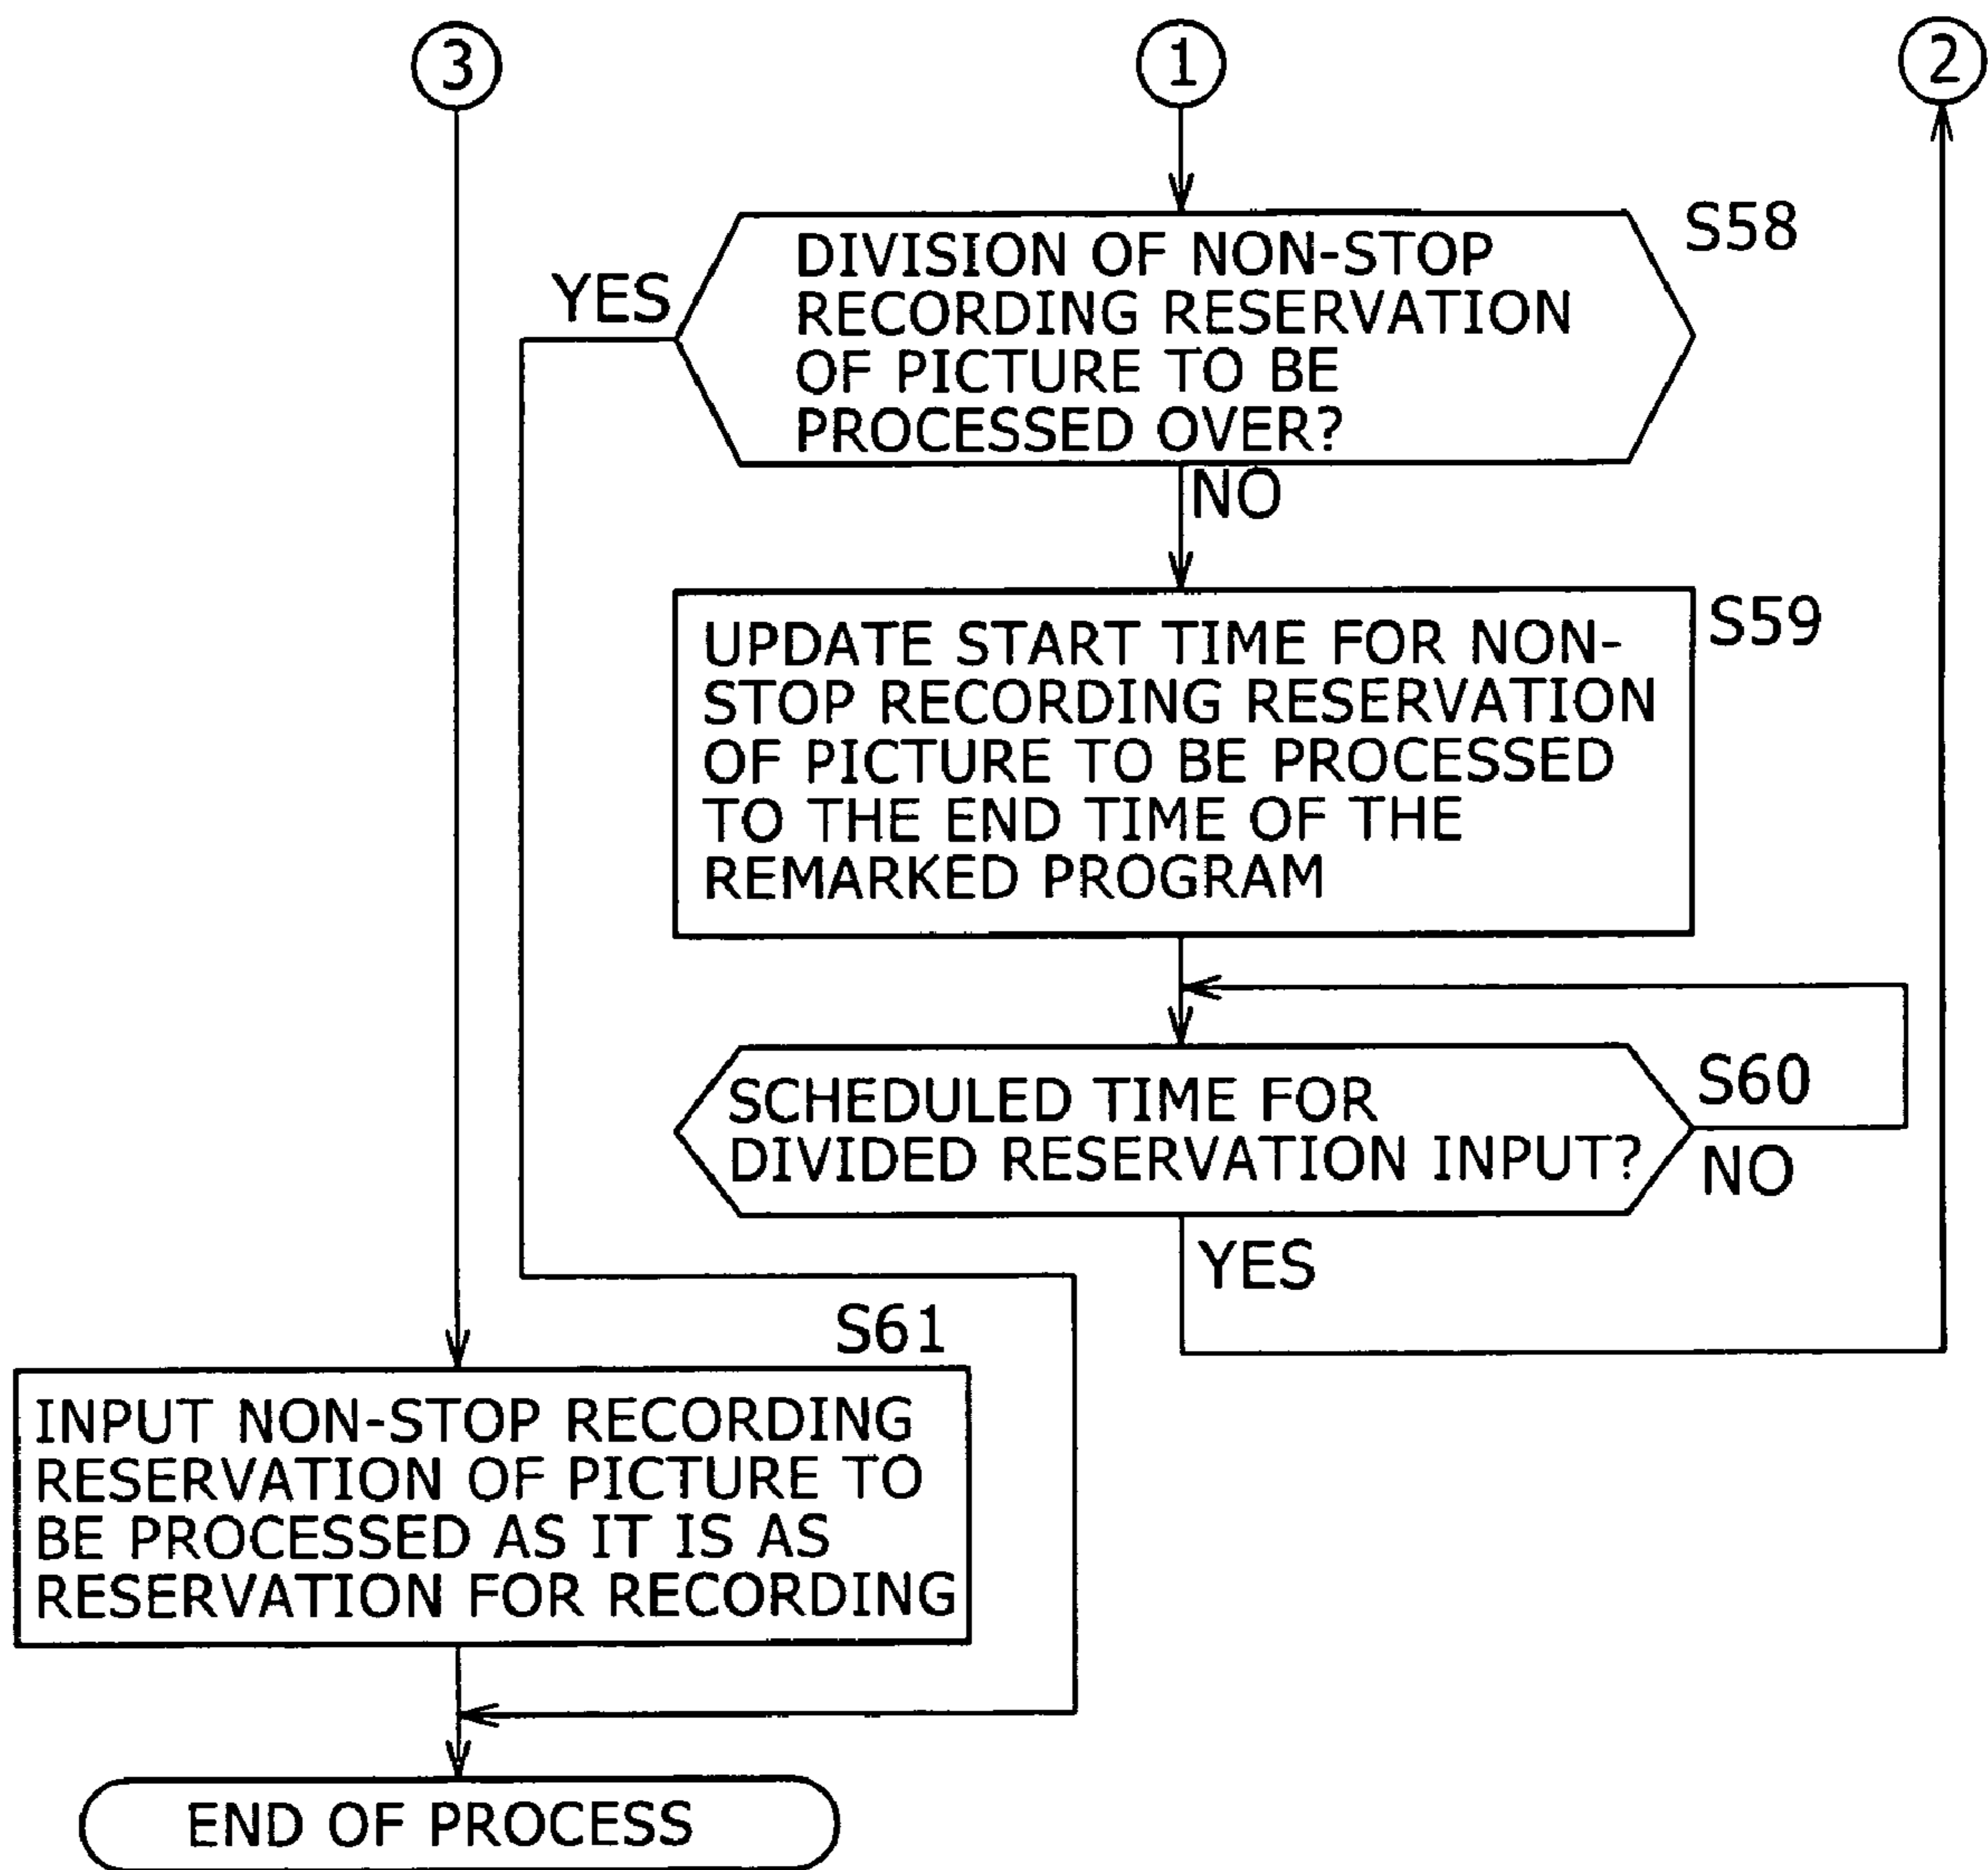 3
1
2
S58
DIVISION OF NON-STOP
RECORDING RESERVATION
OF PICTURE TO BE
PROCESSED OVER?
YES
NO
S59
UPDATE START TIME FOR NON-
STOP RECORDING RESERVATION
OF PICTURE TO BE PROCESSED
TO THE END TIME OF THE
REMARKED PROGRAM
S60
SCHEDULED TIME FOR
DIVIDED RESERVATION INPUT?
NO
YES
S61
INPUT NON-STOP RECORDING
RESERVATION OF PICTURE TO
BE PROCESSED AS IT IS AS
RESERVATION FOR RECORDING
END OF PROCESS